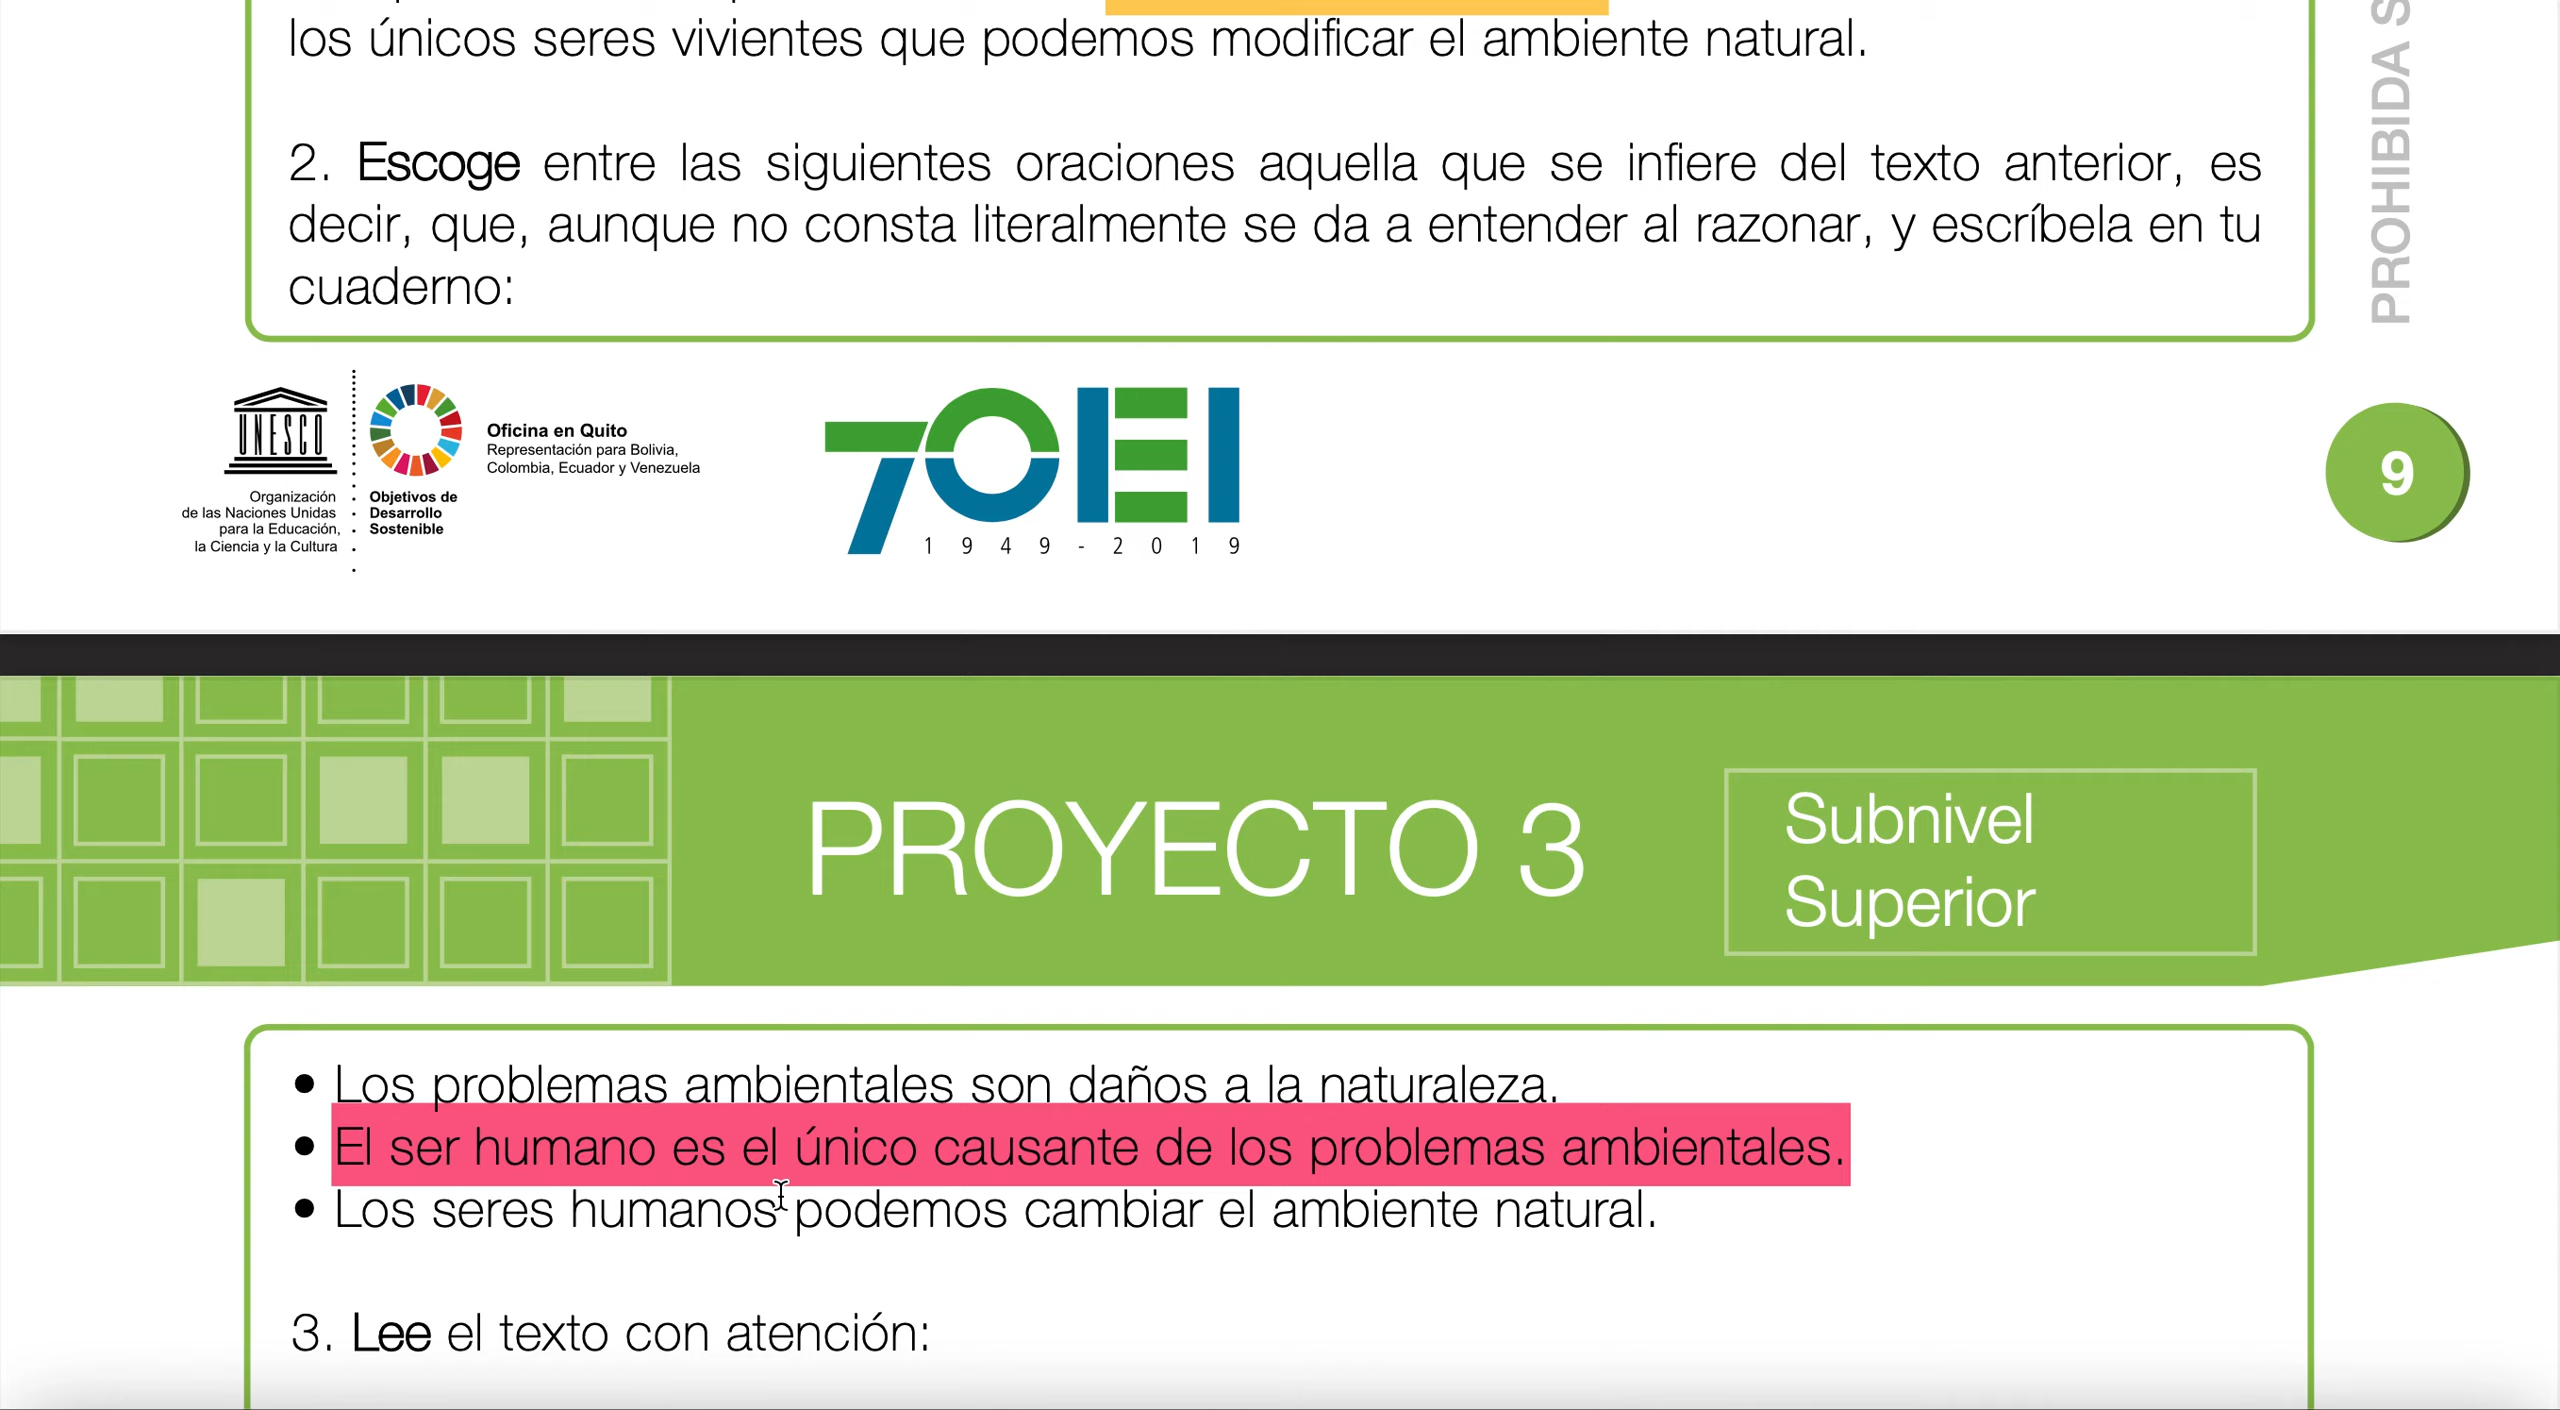 los únicos seres vivientes que podemos modificar el ambiente natural.
2. Escoge entre las siguientes oraciones aquella que se infiere del texto anterior, es
decir, que, aunque no consta literalmente se da a entender al razonar, y escríbela en tu
cuaderno:
PROHIBIDA S
UNESCO
Organización
de las Naciones Unidas
para la Educación,
la Ciencia y la Cultura
Objetivos de
Desarrollo
Sostenible
Oficina en Quito
Representación para Bolivia,
Colombia, Ecuador y Venezuela
70EI
1949-2019
9
PROYECTO 3
Subnivel
Superior
• Los problemas ambientales son daños a la naturaleza.
• El ser humano es el único causante de los problemas ambientales.
• Los seres humanos podemos cambiar el ambiente natural.
3. Lee el texto con atención: